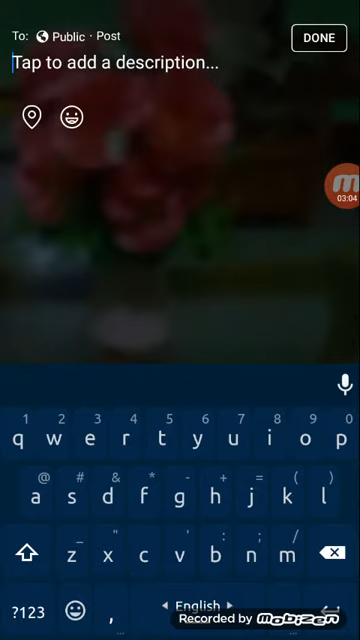 To: Public · Post
DONE
Tap to add a description...
03:04
1 2 3 4 5 6 7 8 9 0
q w e r t y u i o p
@ # & * - + = ( )
a s d f g h j k l
_ " ' : ; /
z x c v b n m
?123 , English
Recorded by mobizen